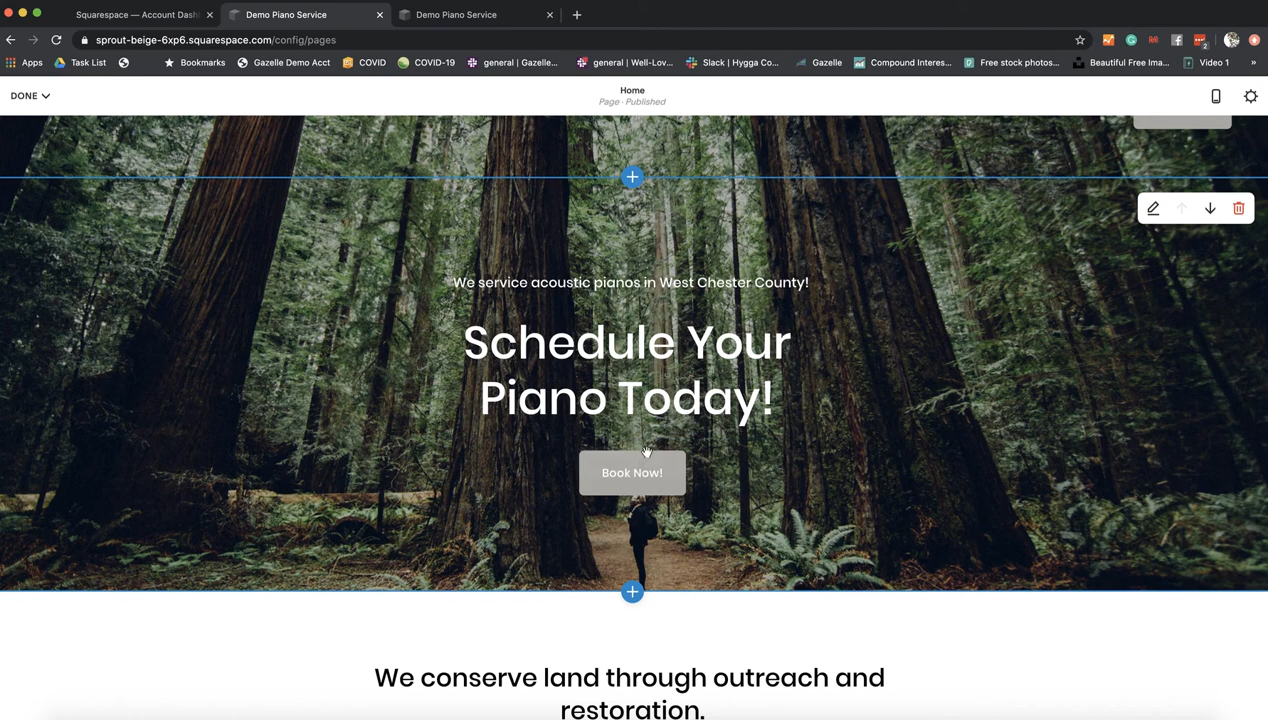 Squarespace — Account Dash
Demo Piano Service
Demo Piano Service
sprout-beige-6xp6.squarespace.com/config/pages
Apps
Task List
Bookmarks
Gazelle Demo Acct
COVID
COVID-19
general | Gazelle...
general | Well-Lov...
Slack | Hygga Co...
Gazelle
Compound Interes...
Free stock photos...
Beautiful Free Ima...
Video 1
»
DONE
Home
Page · Published
We service acoustic pianos in West Chester County!
Schedule Your
Piano Today!
Book Now!
We conserve land through outreach and
restoration.